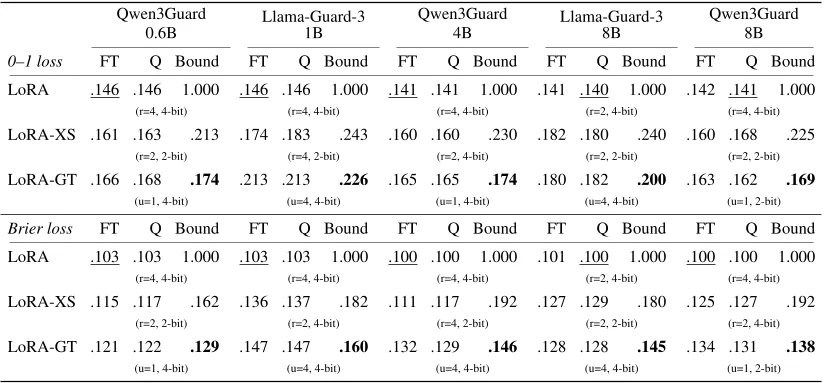 Qwen3Guard Llama-Guard-3 Qwen3Guard Llama-Guard-3 Qwen3Guard
0.6B 1B 4B 8B 8B
0–1 loss FT Q Bound FT Q Bound FT Q Bound FT Q Bound FT Q Bound
LoRA .146 .146 1.000 .146 .146 1.000 .141 .141 1.000 .141 .140 1.000 .142 .141 1.000
(r=4, 4-bit) (r=4, 4-bit) (r=4, 4-bit) (r=2, 4-bit) (r=4, 4-bit)
LoRA-XS .161 .163 .213 .174 .183 .243 .160 .160 .230 .182 .180 .240 .160 .168 .225
(r=2, 2-bit) (r=4, 2-bit) (r=2, 4-bit) (r=2, 2-bit) (r=2, 2-bit)
LoRA-GT .166 .168 .174 .213 .213 .226 .165 .165 .174 .180 .182 .200 .163 .162 .169
(u=1, 4-bit) (u=4, 4-bit) (u=1, 4-bit) (u=4, 4-bit) (u=1, 2-bit)
Brier loss FT Q Bound FT Q Bound FT Q Bound FT Q Bound FT Q Bound
LoRA .103 .103 1.000 .103 .103 1.000 .100 .100 1.000 .101 .100 1.000 .100 .100 1.000
(r=4, 4-bit) (r=4, 4-bit) (r=4, 4-bit) (r=2, 4-bit) (r=4, 4-bit)
LoRA-XS .115 .117 .162 .136 .137 .182 .111 .117 .192 .127 .129 .180 .125 .127 .192
(r=2, 2-bit) (r=2, 4-bit) (r=4, 2-bit) (r=2, 2-bit) (r=2, 4-bit)
LoRA-GT .121 .122 .129 .147 .147 .160 .132 .129 .146 .128 .128 .145 .134 .131 .138
(u=1, 4-bit) (u=4, 4-bit) (u=4, 4-bit) (u=4, 4-bit) (u=1, 2-bit)